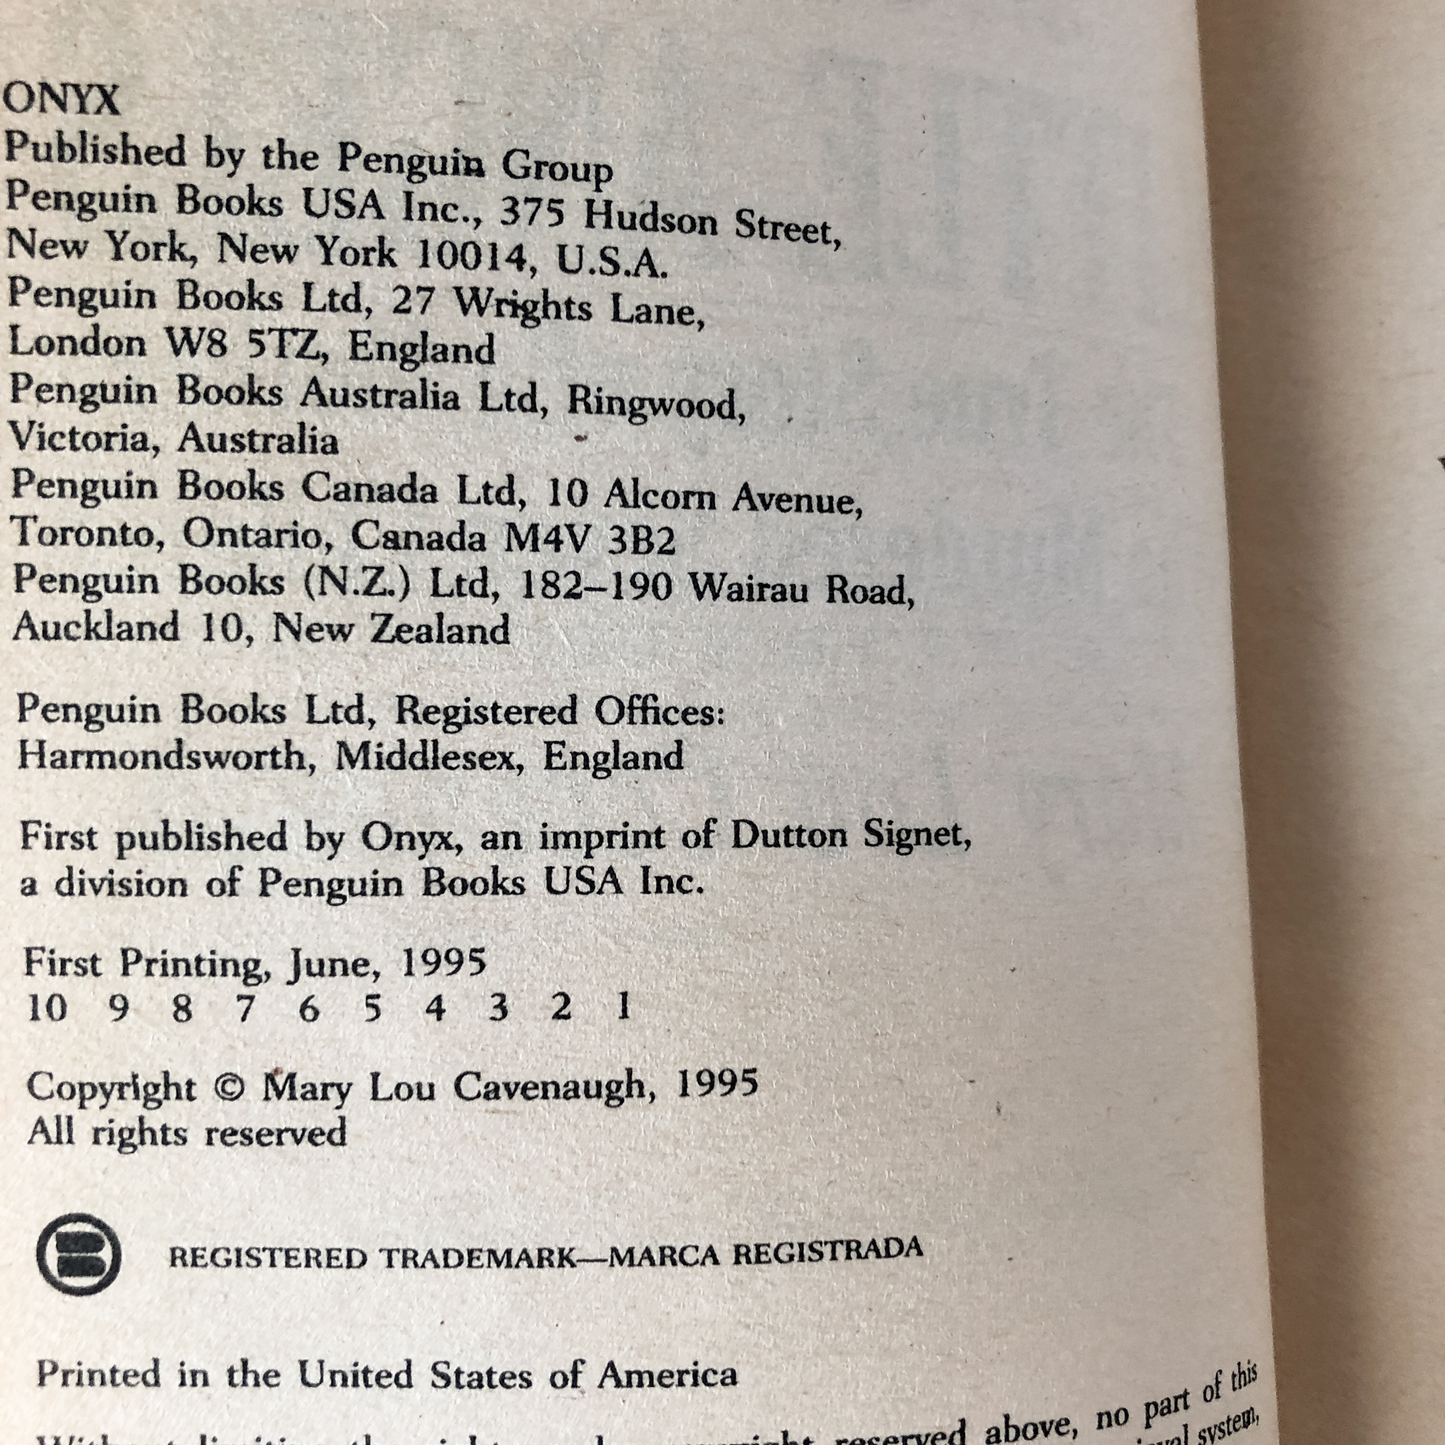 ONYX
Published by the Penguin Group
Penguin Books USA Inc., 375 Hudson Street,
New York, New York 10014, U.S.A.
Penguin Books Ltd, 27 Wrights Lane,
London W8 5TZ, England
Penguin Books Australia Ltd, Ringwood,
Victoria, Australia
Penguin Books Canada Ltd, 10 Alcorn Avenue,
Toronto, Ontario, Canada M4V 3B2
Penguin Books (N.Z.) Ltd, 182–190 Wairau Road,
Auckland 10, New Zealand
Penguin Books Ltd, Registered Offices:
Harmondsworth, Middlesex, England
First published by Onyx, an imprint of Dutton Signet,
a division of Penguin Books USA Inc.
First Printing, June, 1995
10 9 8 7 6 5 4 3 2 1
Copyright © Mary Lou Cavenaugh, 1995
All rights reserved
REGISTERED TRADEMARK—MARCA REGISTRADA
Printed in the United States of America
reserved above, no part of this
system,